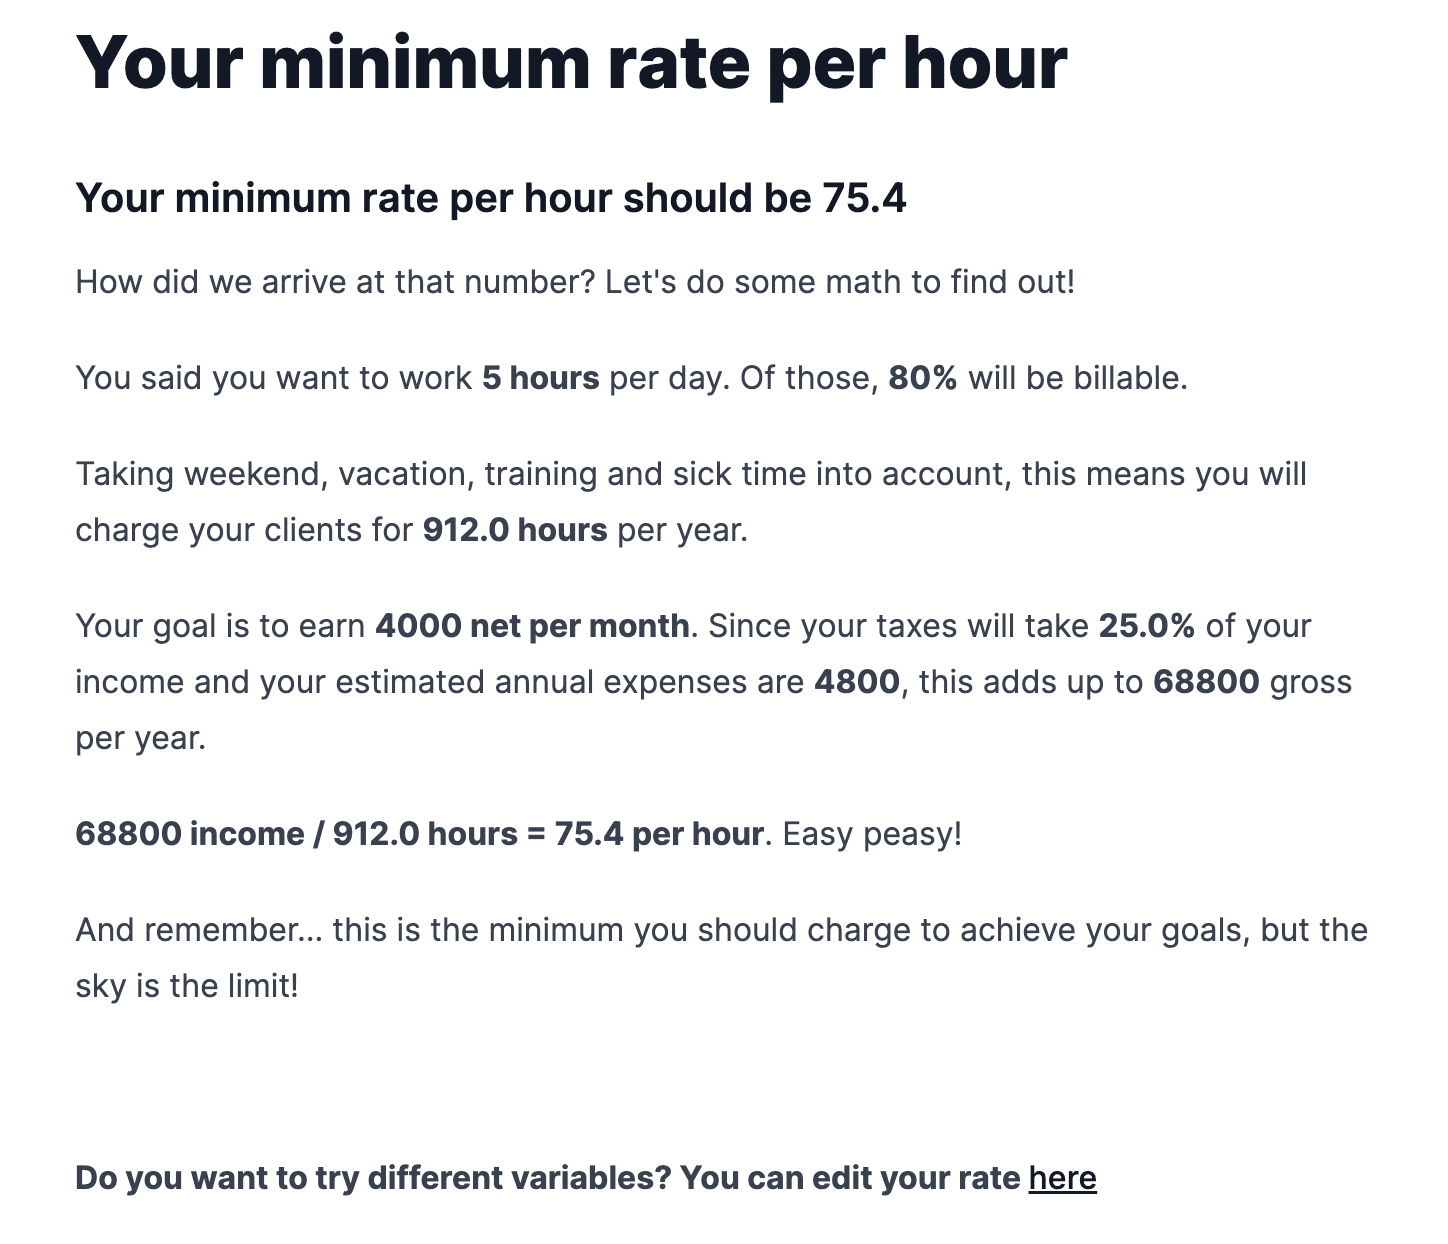 Your minimum rate per hour
Your minimum rate per hour should be 75.4
How did we arrive at that number? Let's do some math to find out!
You said you want to work 5 hours per day. Of those, 80% will be billable.
Taking weekend, vacation, training and sick time into account, this means you will
charge your clients for 912.0 hours per year.
Your goal is to earn 4000 net per month. Since your taxes will take 25.0% of your
income and your estimated annual expenses are 4800, this adds up to 68800 gross
per year.
68800 income / 912.0 hours = 75.4 per hour. Easy peasy!
And remember... this is the minimum you should charge to achieve your goals, but the
sky is the limit!
Do you want to try different variables? You can edit your rate here